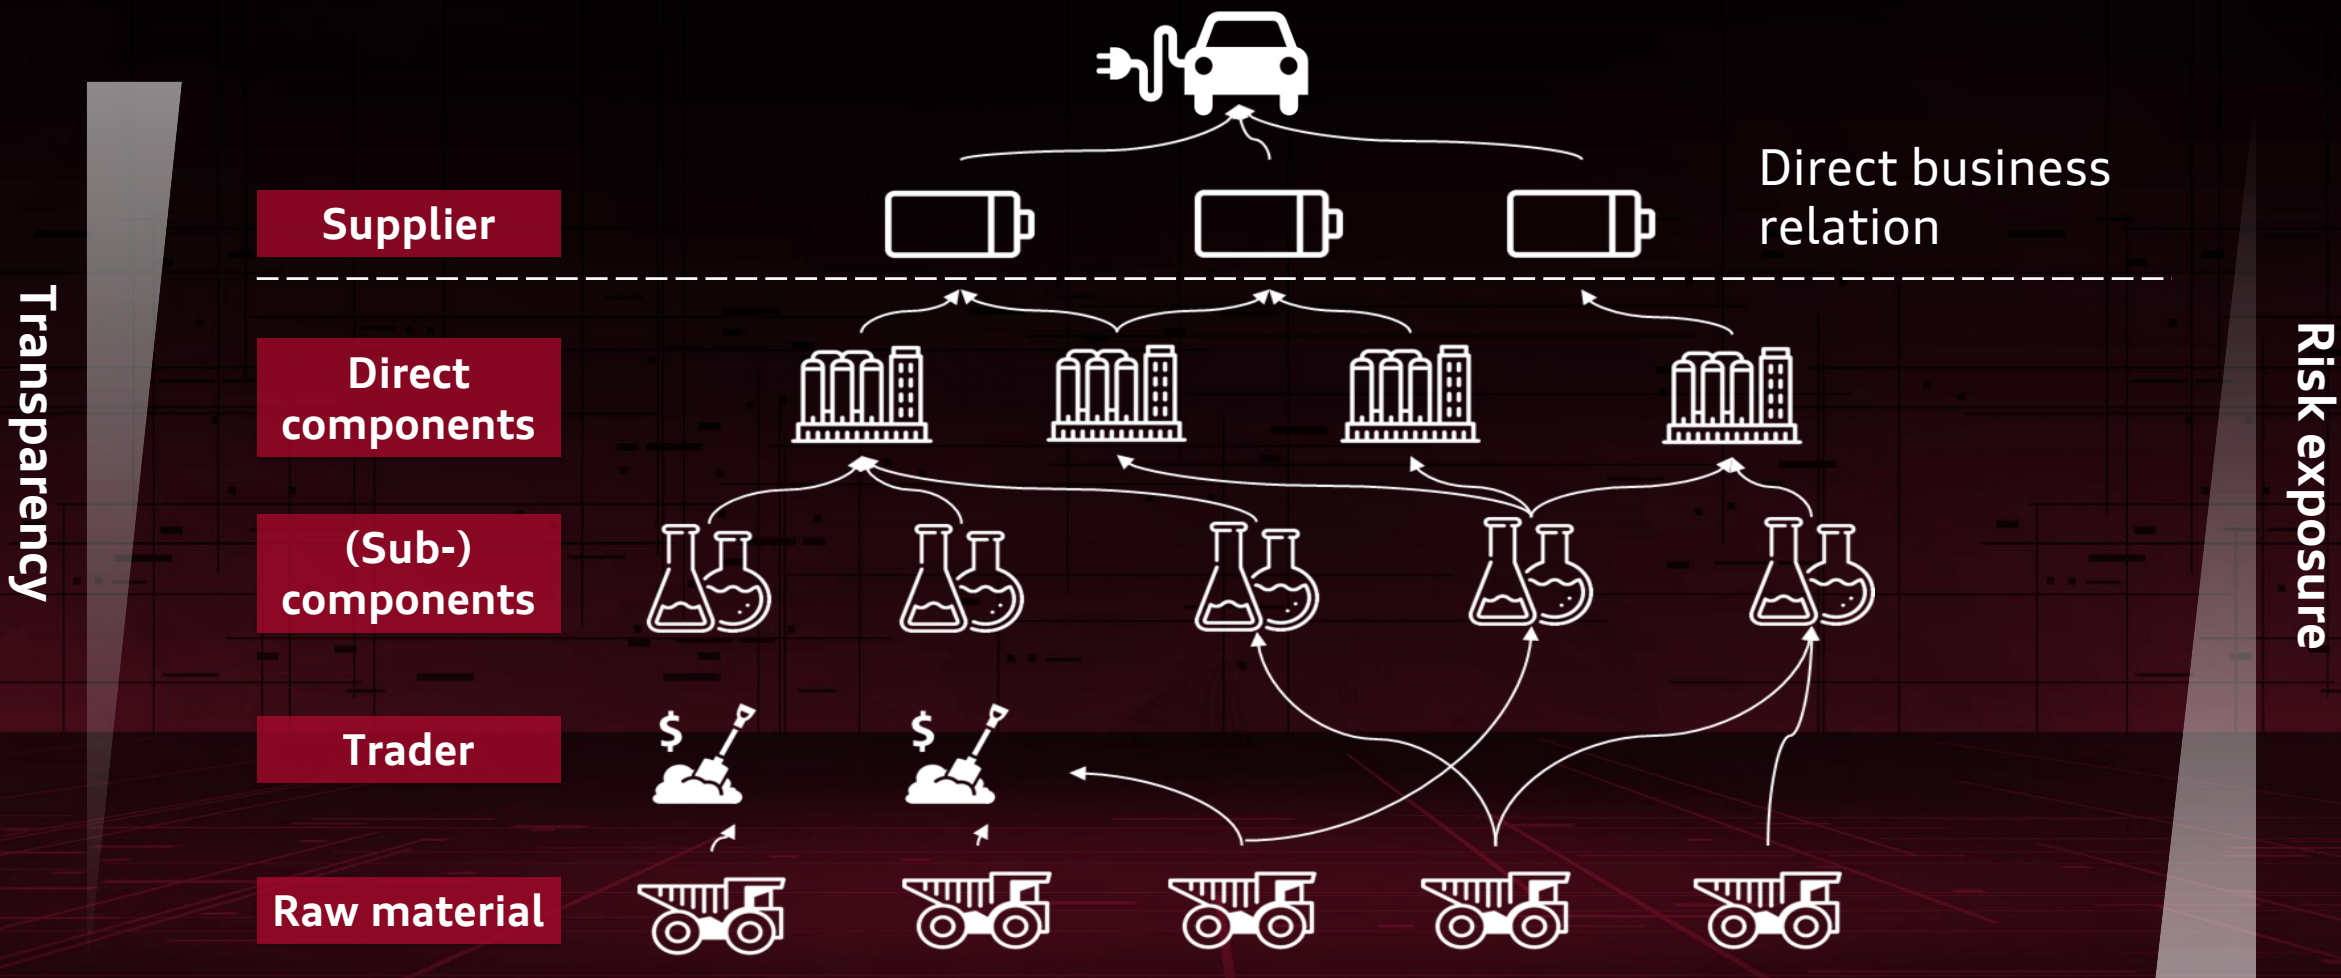 Direct business
relation
Supplier
Transparency
Direct
components
Risk exposure
(Sub-)
components
$
$
Trader
Raw material